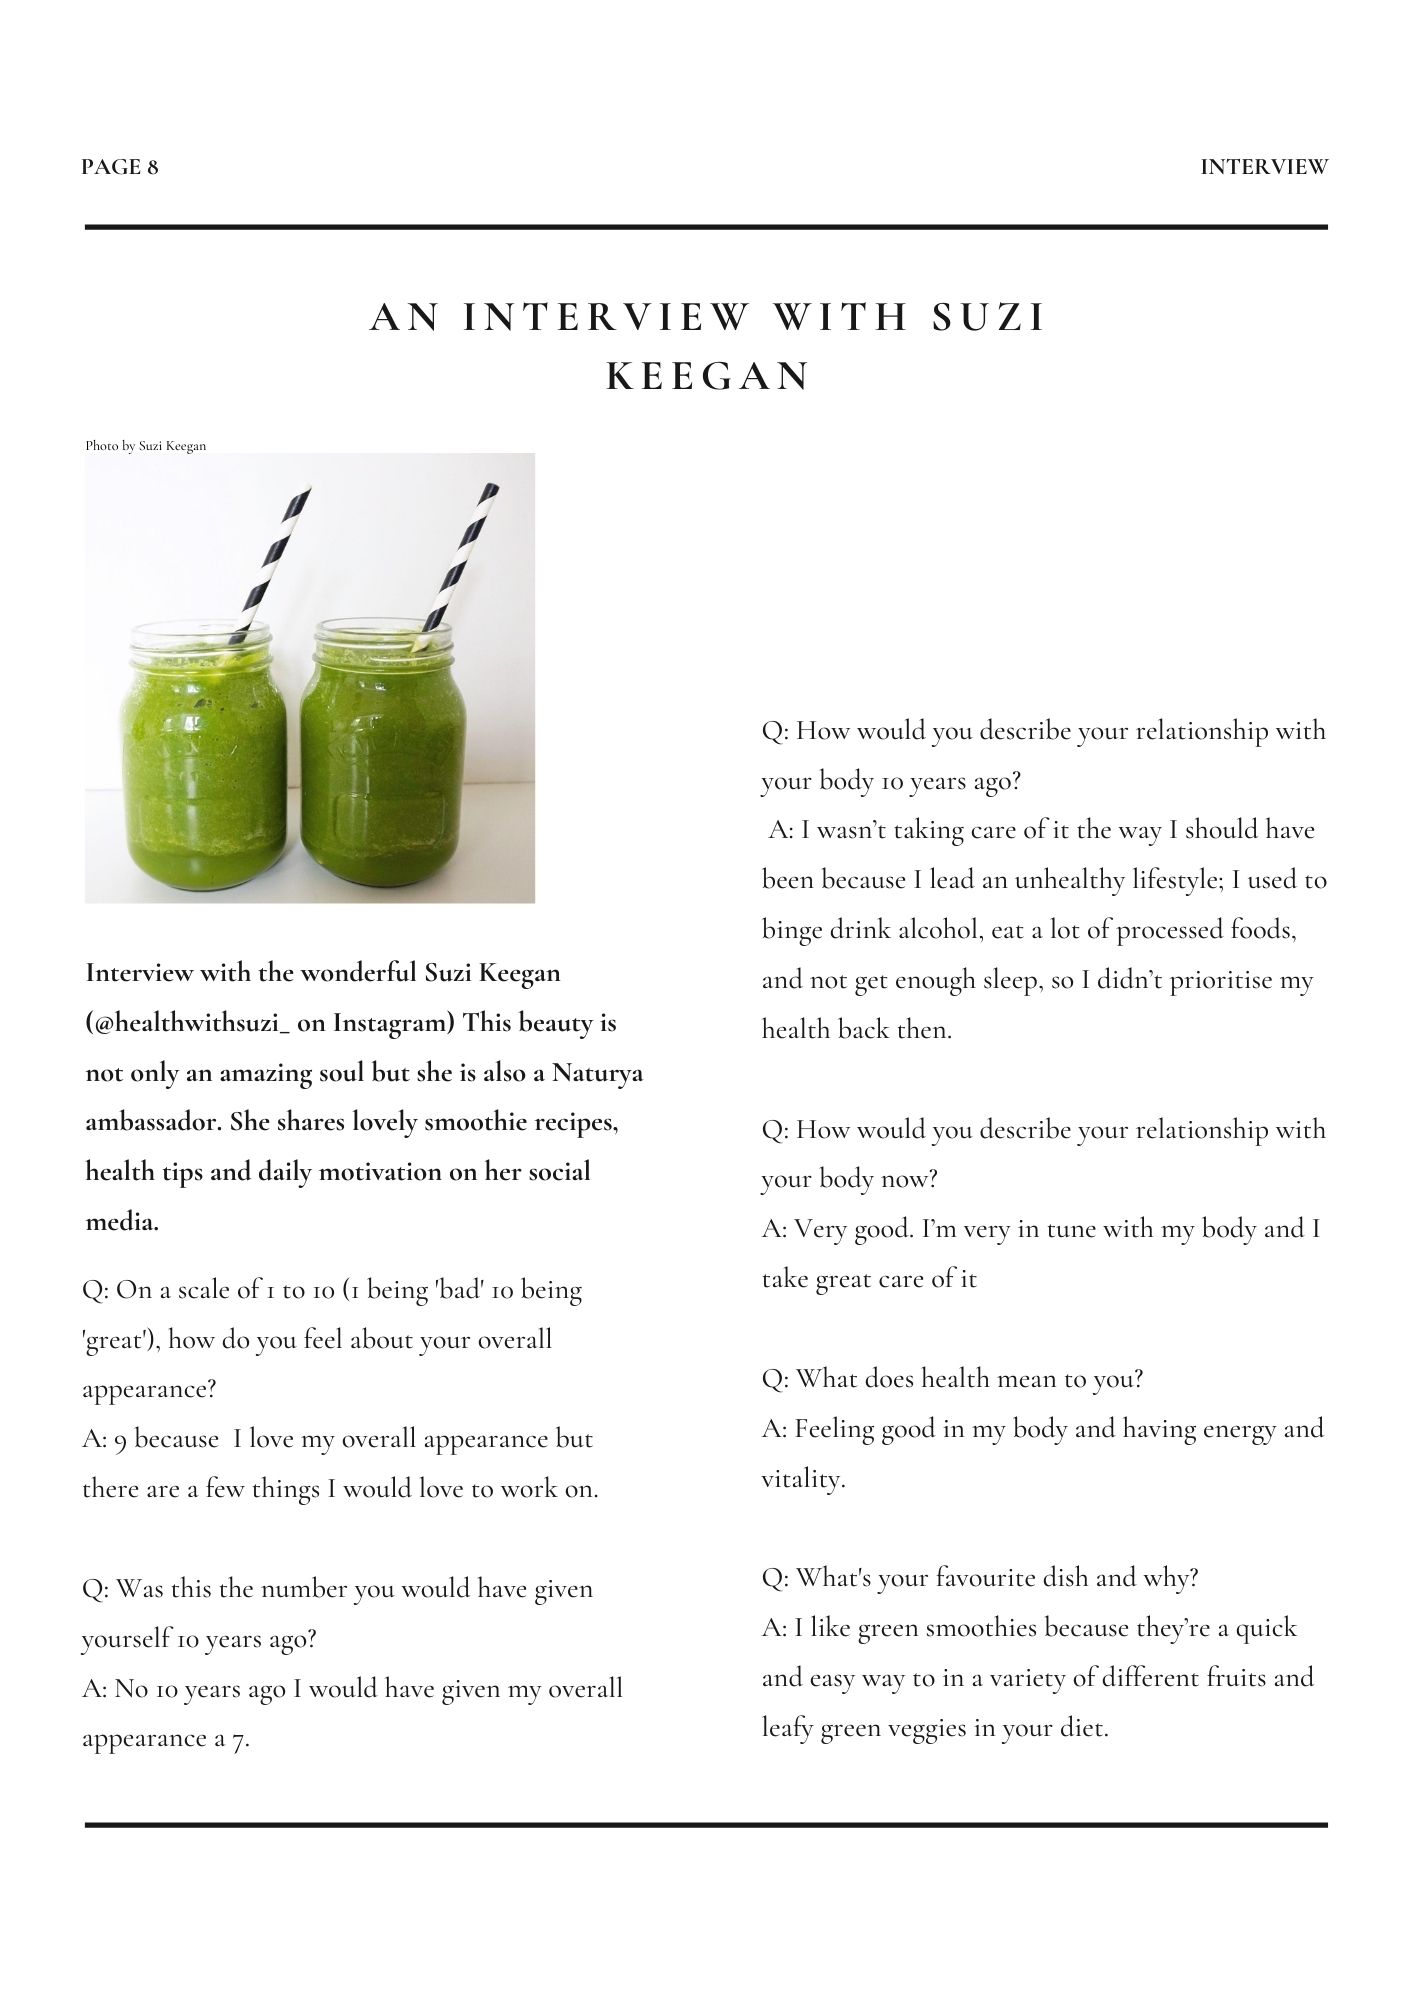 PAGE 8
INTERVIEW
AN INTERVIEW WITH SUZI
KEEGAN
Photo by Suzi Keegan
Interview with the wonderful Suzi Keegan
(@healthwithsuzi_ on Instagram) This beauty is
not only an amazing soul but she is also a Naturya
ambassador. She shares lovely smoothie recipes,
health tips and daily motivation on her social
media.
Q: On a scale of 1 to 10 (1 being 'bad' 10 being
'great'), how do you feel about your overall
appearance?
A: 9 because  I love my overall appearance but
there are a few things I would love to work on.
Q: Was this the number you would have given
yourself 10 years ago?
A: No 10 years ago I would have given my overall
appearance a 7.
Q: How would you describe your relationship with
your body 10 years ago?
A: I wasn’t taking care of it the way I should have
been because I lead an unhealthy lifestyle; I used to
binge drink alcohol, eat a lot of processed foods,
and not get enough sleep, so I didn’t prioritise my
health back then.
Q: How would you describe your relationship with
your body now?
A: Very good. I’m very in tune with my body and I
take great care of it
Q: What does health mean to you?
A: Feeling good in my body and having energy and
vitality.
Q: What's your favourite dish and why?
A: I like green smoothies because they’re a quick
and easy way to in a variety of different fruits and
leafy green veggies in your diet.